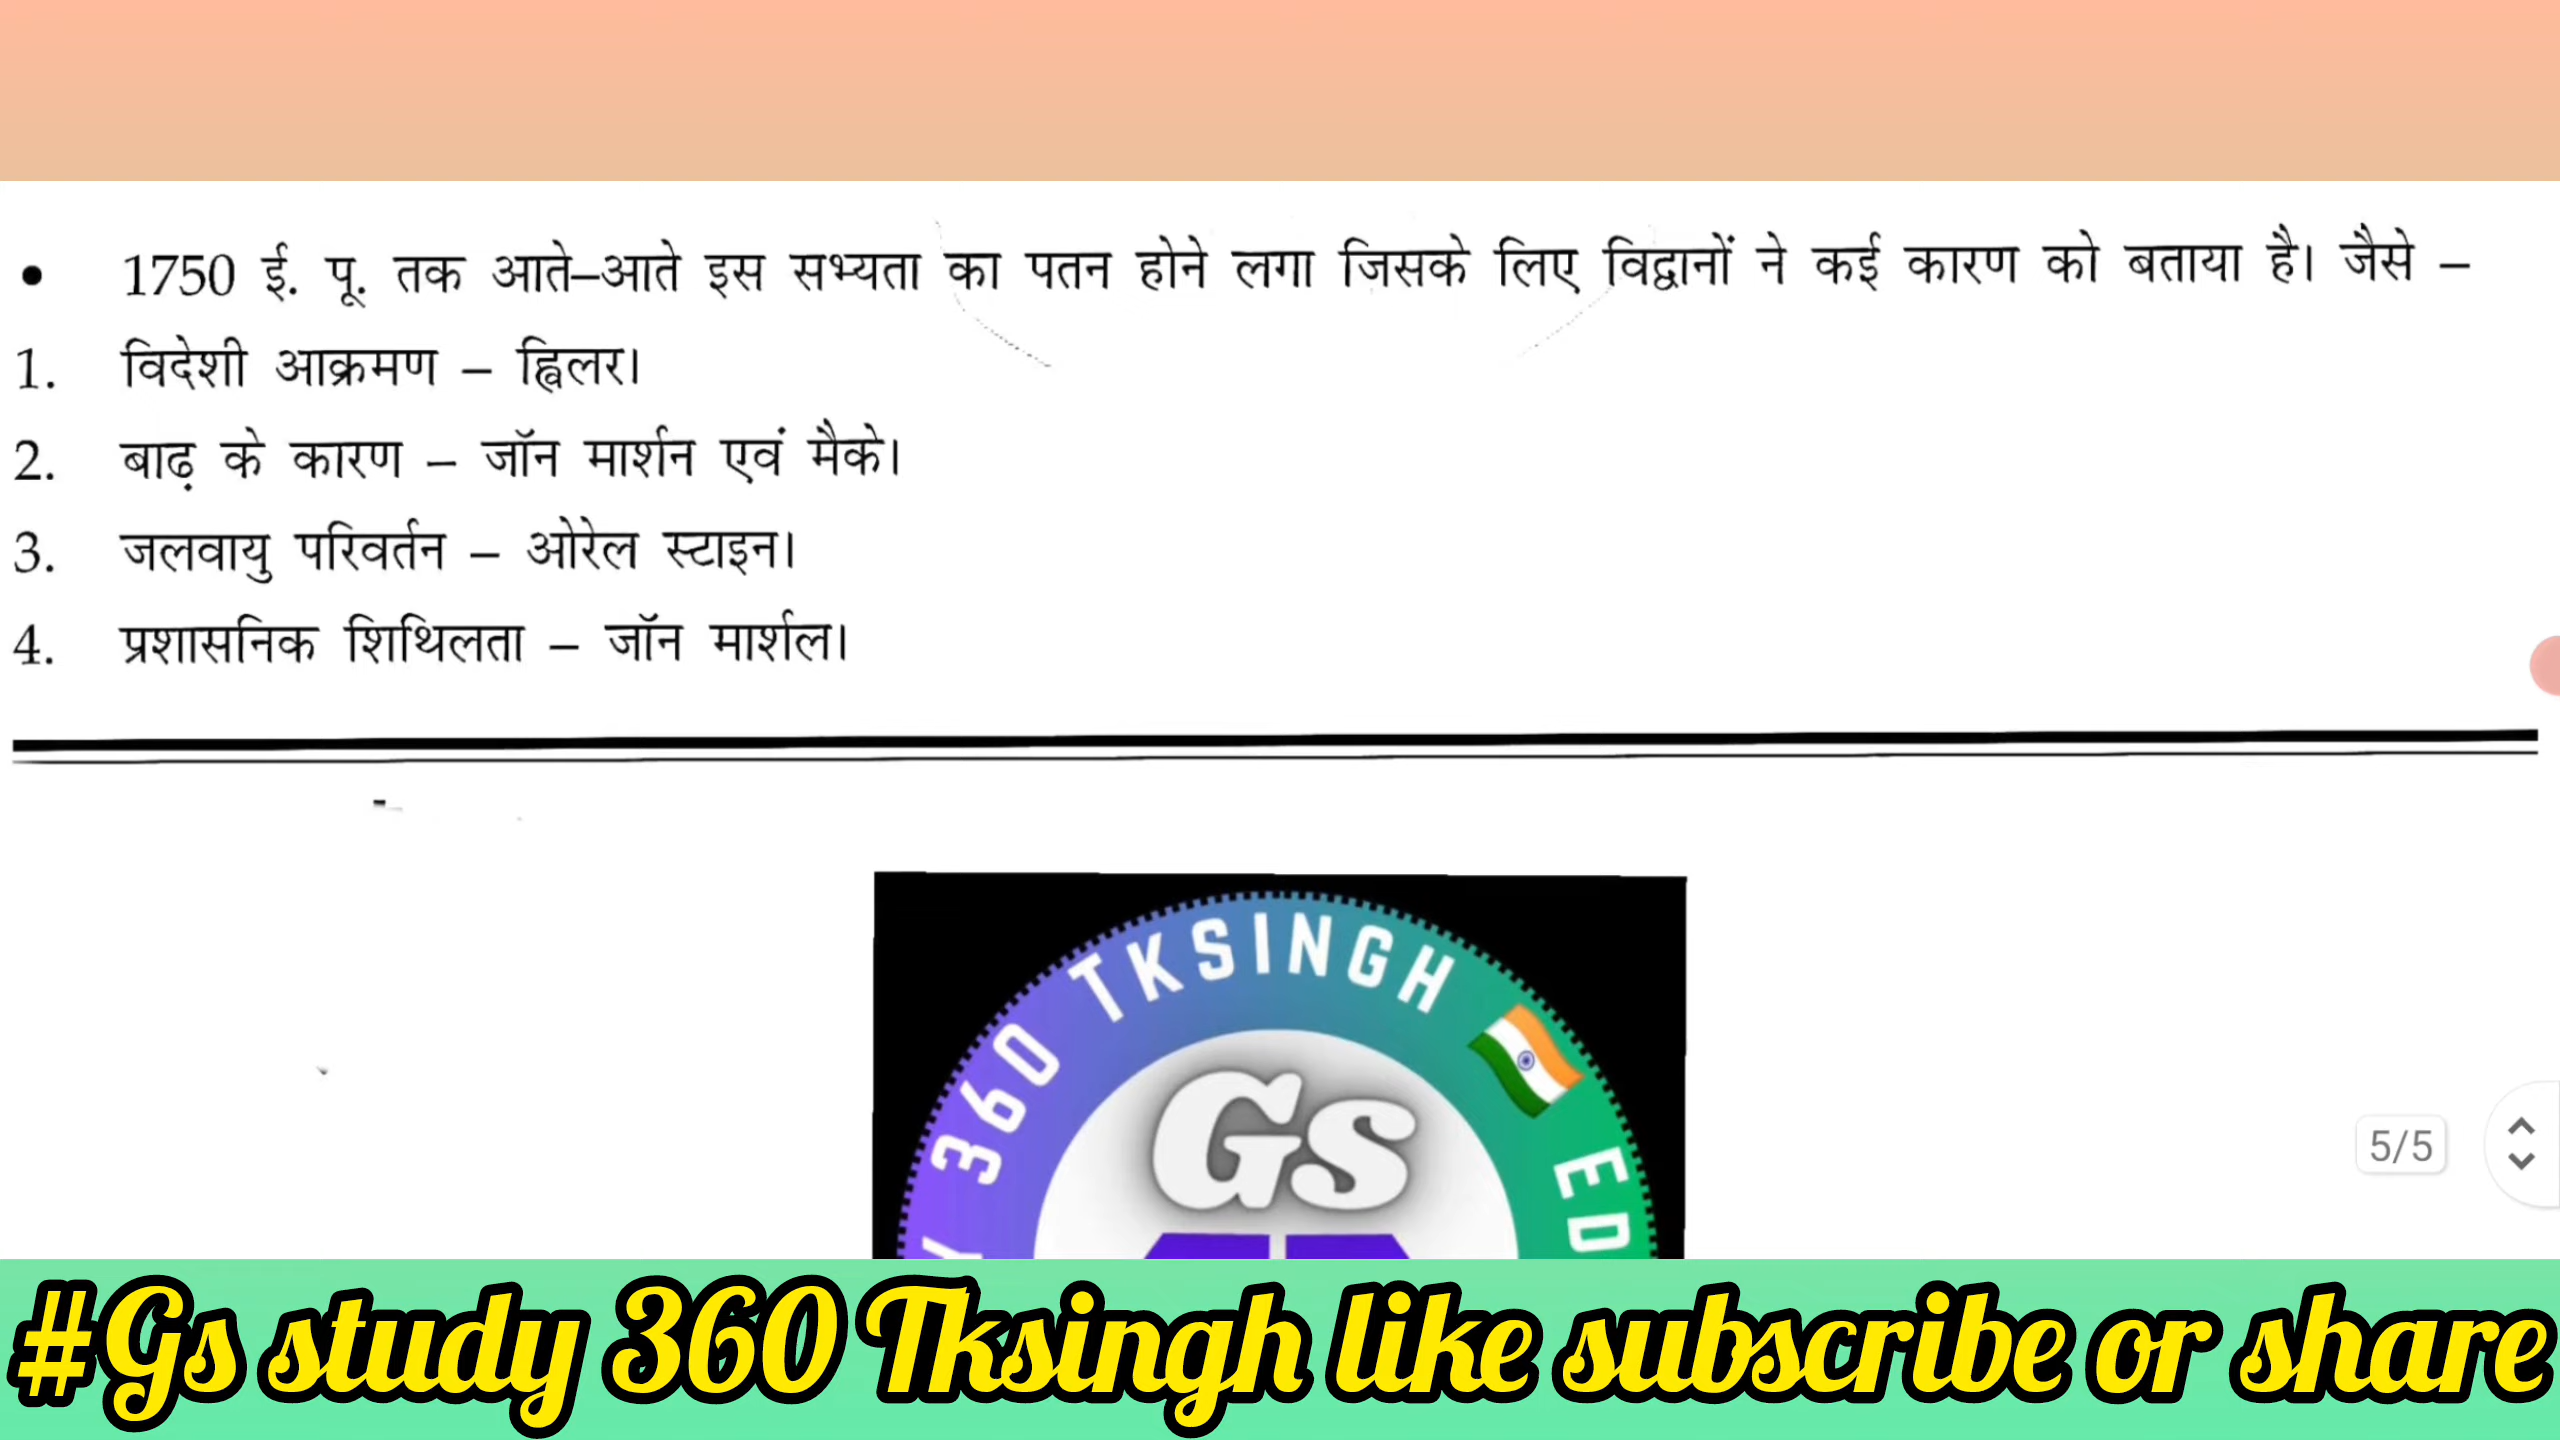 • 1750 ई. पू. तक आते–आते इस सभ्यता का पतन होने लगा जिसके लिए विद्वानों ने कई कारण को बताया है। जैसे –
1. विदेशी आक्रमण – ह्विलर।
2. बाढ़ के कारण – जॉन मार्शन एवं मैके।
3. जलवायु परिवर्तन – ओरेल स्टाइन।
4. प्रशासनिक शिथिलता – जॉन मार्शल।
360 TKSINGH 🇮🇳 ED
Gs
5/5
#Gs study 360 Tksingh like subscribe or share